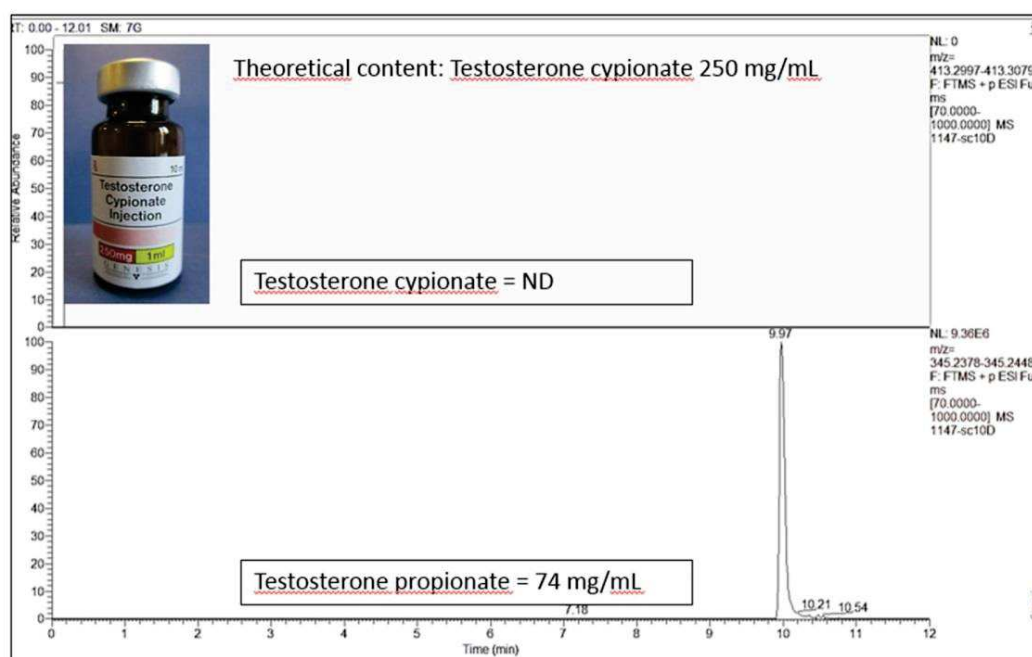 RT: 0.00 - 12.01 SM: 7G
NL: 0
m/z=
413.2997-413.3079
F: FTMS + p ESI Fu
ms
[70.0000-
1000.0000] MS
1147-sc10D
Theoretical content: Testosterone cypionate 250 mg/mL
Relative Abundance
100
90
80
70
60
50
40
30
20
10
0
Testosterone
Cypionate
Injection
250mg 1ml
GENESIS
Testosterone cypionate = ND
NL: 9.36E6
m/z=
345.2378-345.2448
F: FTMS + p ESI Fu
ms
[70.0000-
1000.0000] MS
1147-sc10D
100
90
80
70
60
50
40
30
20
10
0
9.97
Testosterone propionate = 74 mg/mL
7.18
10.21
10.54
0 1 2 3 4 5 6 7 8 9 10 11 12
Time (min)